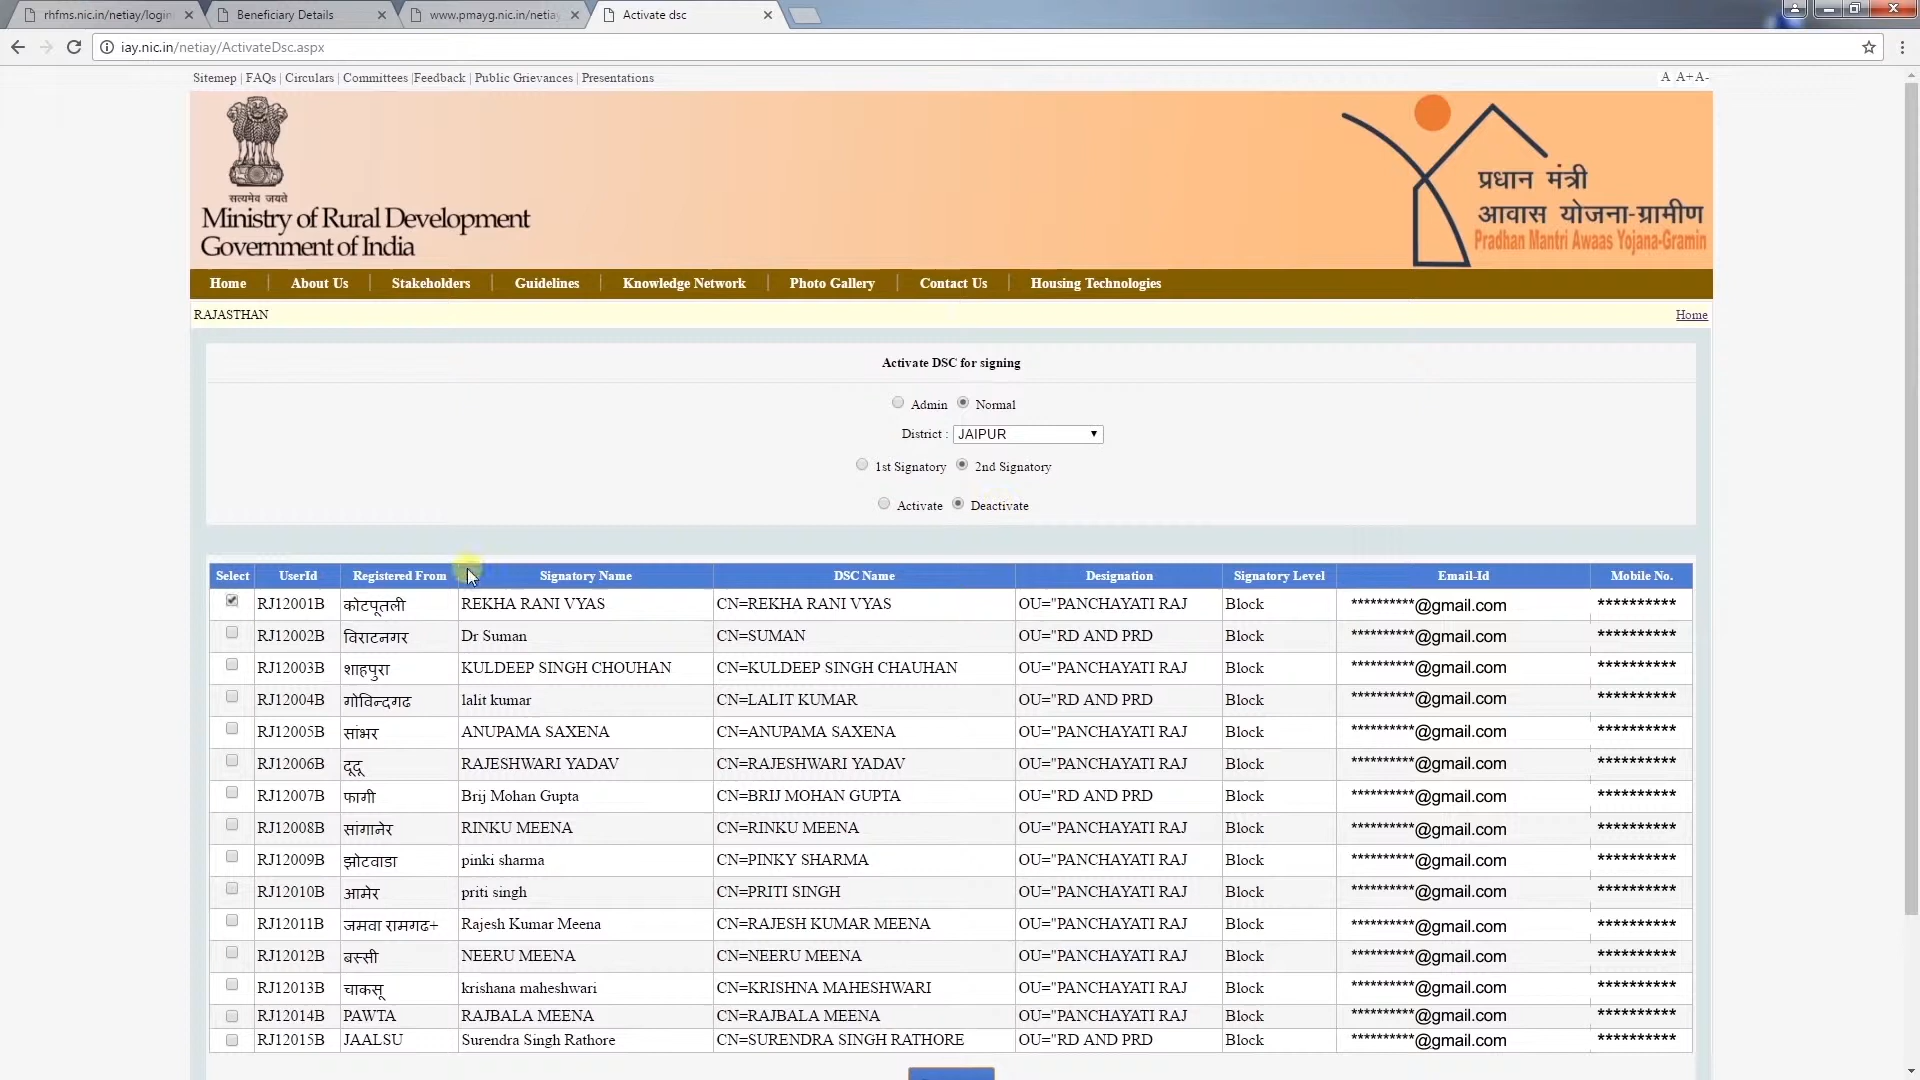 rhfms.nic.in/netiay/login
Beneficiary Details
www.pmayg.nic.in/netiay
Activate dsc
iay.nic.in/netiay/ActivateDsc.aspx
Sitemep | FAQs | Circulars | Committees |Feedback | Public Grievances | Presentations
A A+A-
सत्यमेव जयते
Ministry of Rural Development
Government of India
प्रधान मंत्री
आवास योजना-ग्रामीण
Pradhan Mantri Awaas Yojana-Gramin
Home About Us Stakeholders Guidelines Knowledge Network Photo Gallery Contact Us Housing Technologies
RAJASTHAN Home
Activate DSC for signing
Admin Normal
District : JAIPUR
1st Signatory 2nd Signatory
Activate Deactivate
Select UserId Registered From Signatory Name DSC Name Designation Signatory Level Email-Id Mobile No.
RJ12001B कोटपूतली REKHA RANI VYAS CN=REKHA RANI VYAS OU="PANCHAYATI RAJ Block **********@gmail.com **********
RJ12002B विराटनगर Dr Suman CN=SUMAN OU="RD AND PRD Block **********@gmail.com **********
RJ12003B शाहपुरा KULDEEP SINGH CHOUHAN CN=KULDEEP SINGH CHAUHAN OU="PANCHAYATI RAJ Block **********@gmail.com **********
RJ12004B गोविन्दगढ lalit kumar CN=LALIT KUMAR OU="RD AND PRD Block **********@gmail.com **********
RJ12005B सांभर ANUPAMA SAXENA CN=ANUPAMA SAXENA OU="PANCHAYATI RAJ Block **********@gmail.com **********
RJ12006B दूदू RAJESHWARI YADAV CN=RAJESHWARI YADAV OU="PANCHAYATI RAJ Block **********@gmail.com **********
RJ12007B फागी Brij Mohan Gupta CN=BRIJ MOHAN GUPTA OU="RD AND PRD Block **********@gmail.com **********
RJ12008B सांगानेर RINKU MEENA CN=RINKU MEENA OU="PANCHAYATI RAJ Block **********@gmail.com **********
RJ12009B झोटवाडा pinki sharma CN=PINKY SHARMA OU="PANCHAYATI RAJ Block **********@gmail.com **********
RJ12010B आमेर priti singh CN=PRITI SINGH OU="PANCHAYATI RAJ Block **********@gmail.com **********
RJ12011B जमवा रामगढ+ Rajesh Kumar Meena CN=RAJESH KUMAR MEENA OU="PANCHAYATI RAJ Block **********@gmail.com **********
RJ12012B बस्सी NEERU MEENA CN=NEERU MEENA OU="PANCHAYATI RAJ Block **********@gmail.com **********
RJ12013B चाकसू krishana maheshwari CN=KRISHNA MAHESHWARI OU="PANCHAYATI RAJ Block **********@gmail.com **********
RJ12014B PAWTA RAJBALA MEENA CN=RAJBALA MEENA OU="PANCHAYATI RAJ Block **********@gmail.com **********
RJ12015B JAALSU Surendra Singh Rathore CN=SURENDRA SINGH RATHORE OU="RD AND PRD Block **********@gmail.com **********